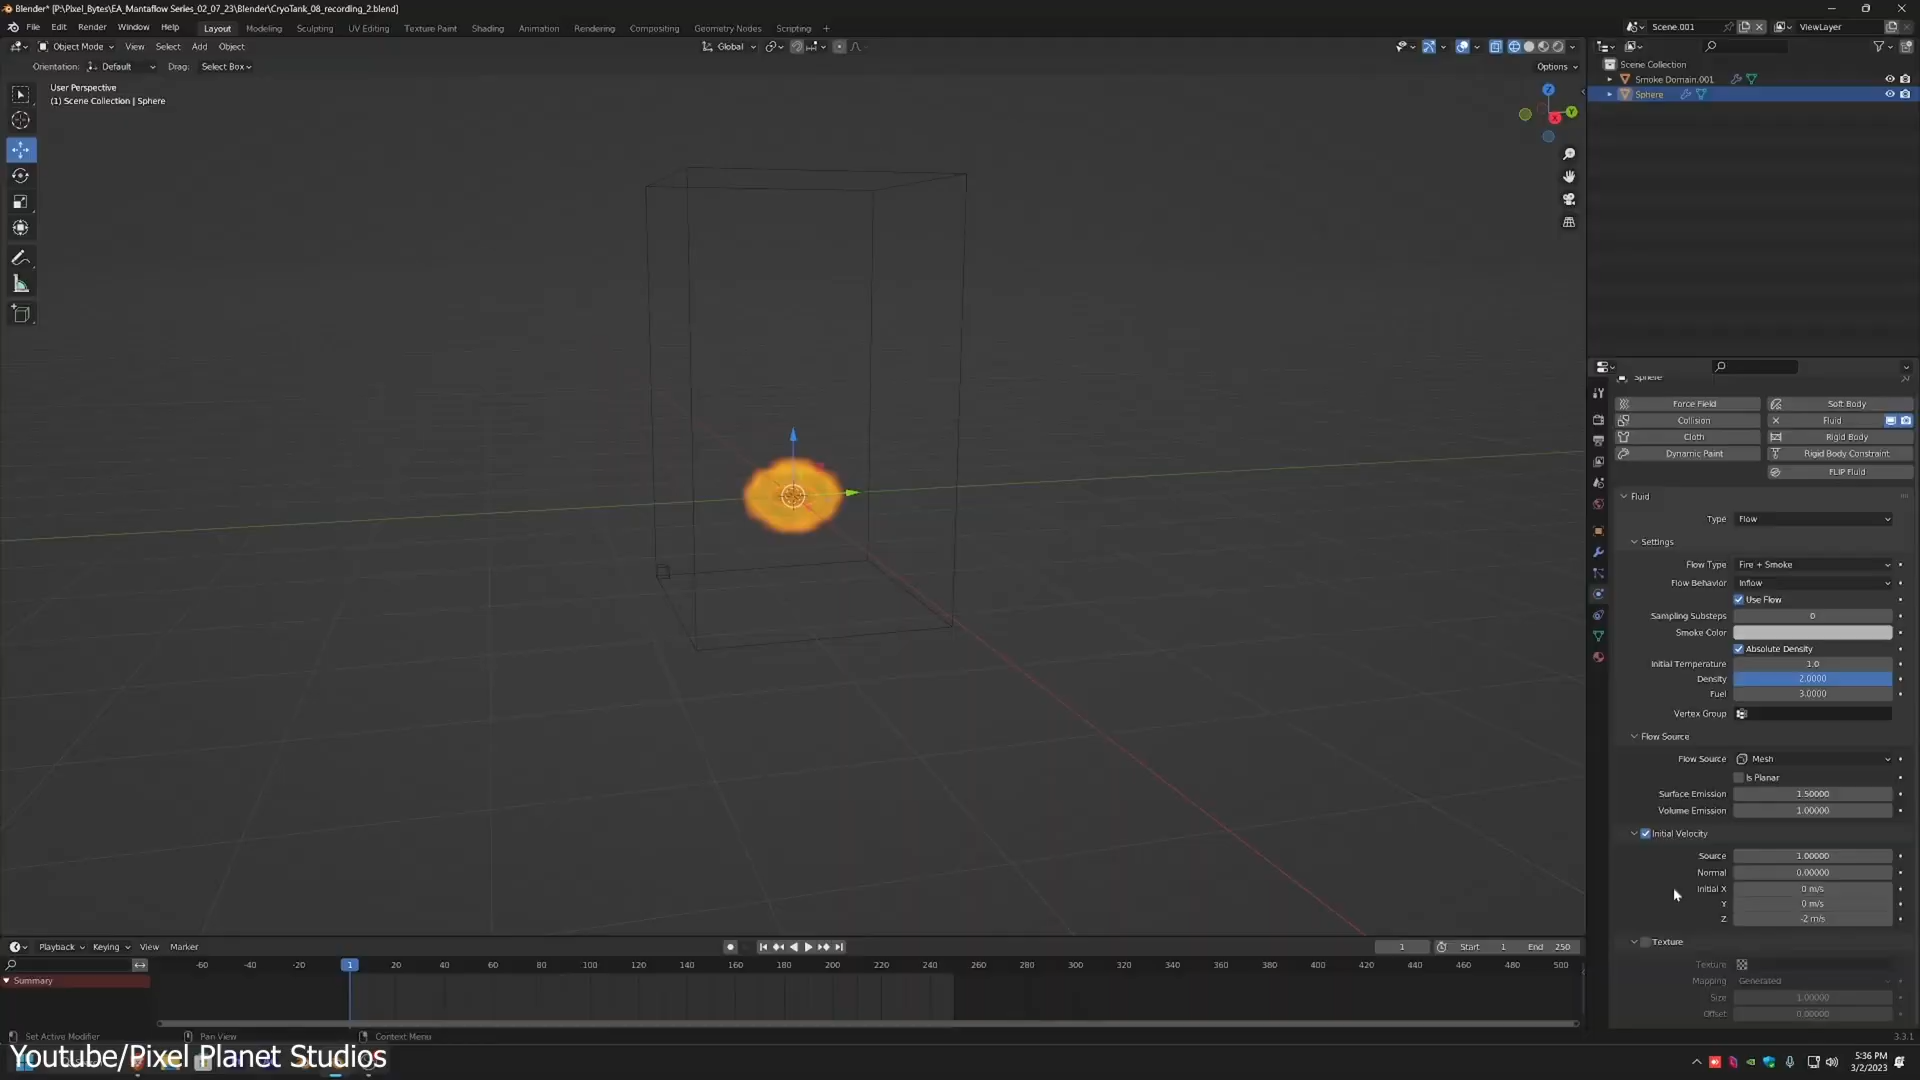 Blender* [P:\Pixel_Bytes\EA_Mantaflow Series_02_07_23\Blender\CryoTank_08_recording_2.blend]
File Edit Render Window Help Layout Modeling Sculpting UV Editing Texture Paint Shading Animation Rendering Compositing Geometry Nodes Scripting + Scene.001 ViewLayer
Object Mode View Select Add Object Global
Orientation: Default Drag: Select Box Options
User Perspective
(1) Scene Collection | Sphere
Z
Y
X
Scene Collection
Smoke Domain.001
Sphere
Sphere
Force Field Soft Body
Collision Fluid
Cloth Rigid Body
Dynamic Paint Rigid Body Constraint
FLIP Fluid
Fluid
Type Flow
Settings
Flow Type Fire + Smoke
Flow Behavior Inflow
Use Flow
Sampling Substeps 0
Smoke Color
Absolute Density
Initial Temperature 1.0
Density 2.0000
Fuel 3.0000
Vertex Group
Flow Source
Flow Source Mesh
Is Planar
Surface Emission 1.50000
Volume Emission 1.00000
Initial Velocity
Source 1.00000
Normal 0.00000
Initial X 0 m/s
Y 0 m/s
Z -2 m/s
Texture
Texture
Mapping Generated
Size 1.00000
Offset 0.00000
Playback Keying View Marker 1 Start 1 End 250
-60 -40 -20 1 20 40 60 80 100 120 140 160 180 200 220 240 260 280 300 320 340 360 380 400 420 440 460 480 500
Summary
Set Active Modifier Pan View Context Menu 3.3.1
Youtube/Pixel Planet Studios
5:36 PM
3/2/2023